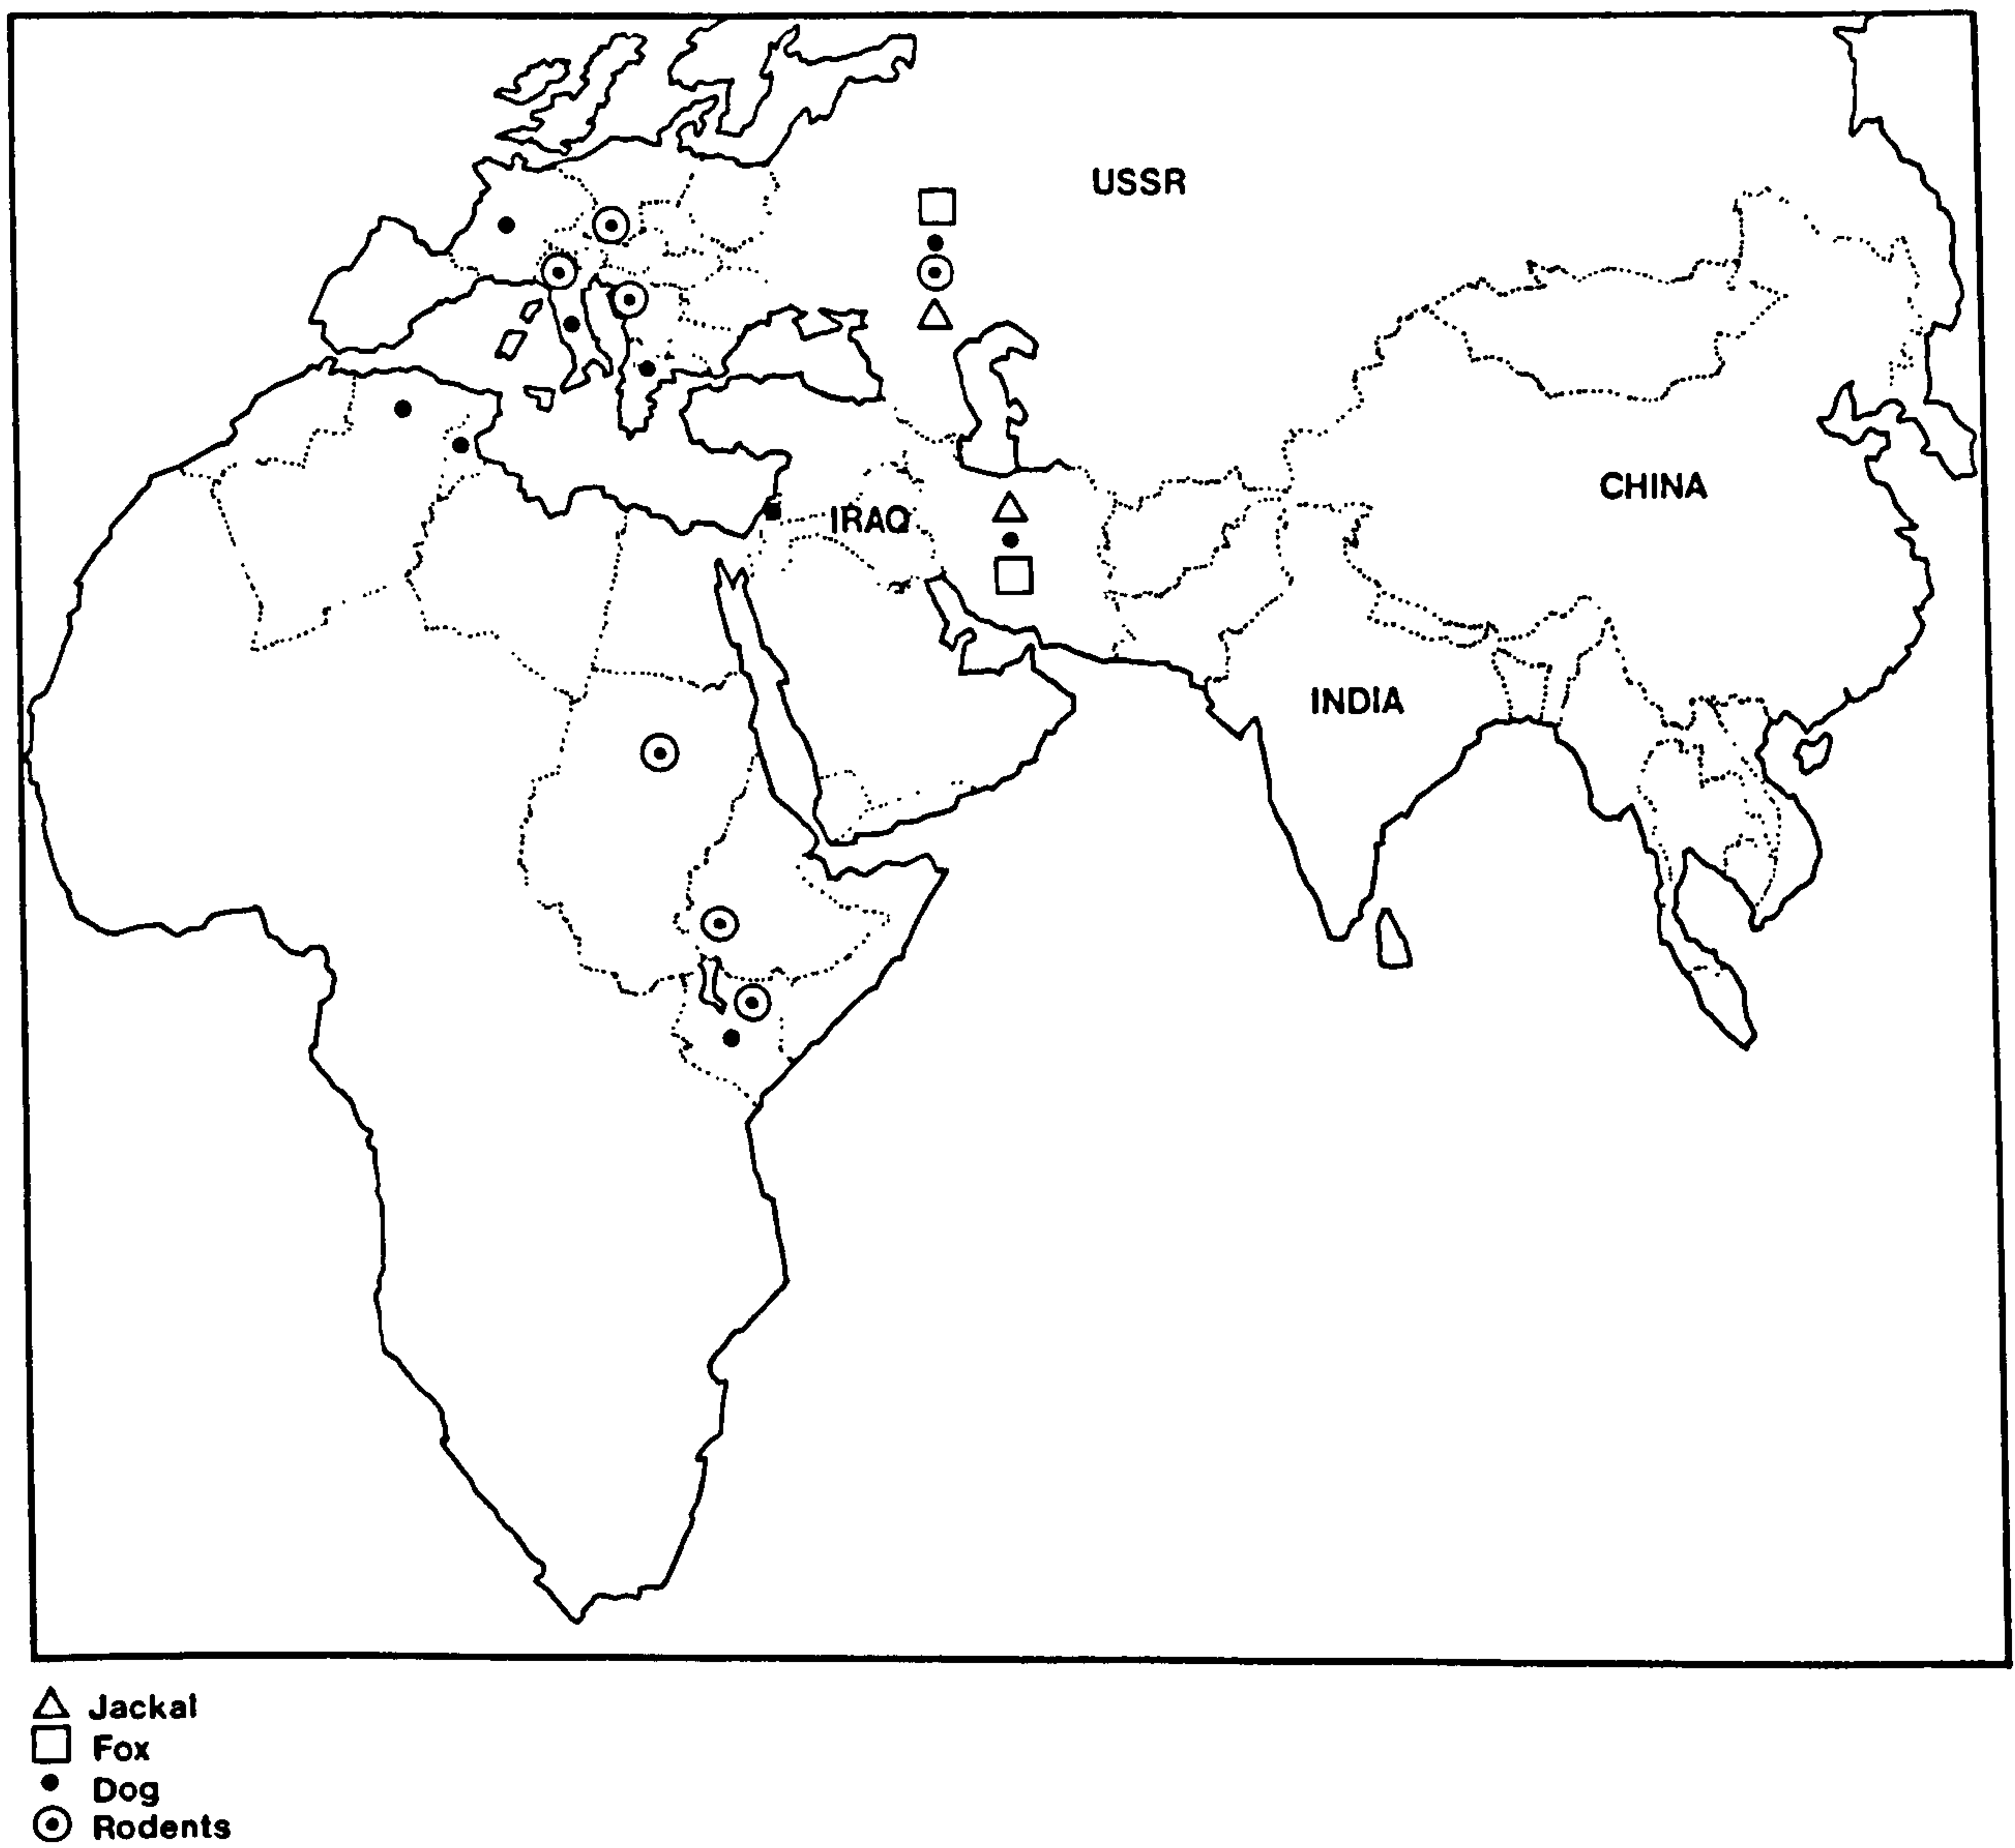 USSR
CHINA
IRAQ
INDIA
Jackal
Fox
Dog
Rodents